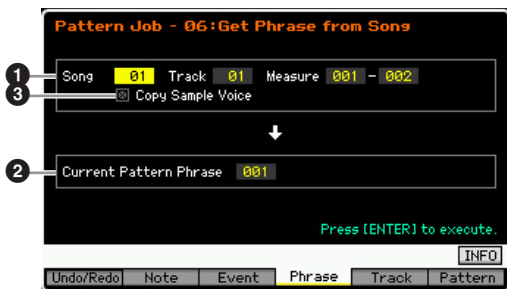 Pattern Job - 06:Get Phrase from Song
1 Song 01 Track 01 Measure 001 - 002
3 Copy Sample Voice
2 Current Pattern Phrase 001
Press [ENTER] to execute.
INFO
Undo/Redo Note Event Phrase Track Pattern